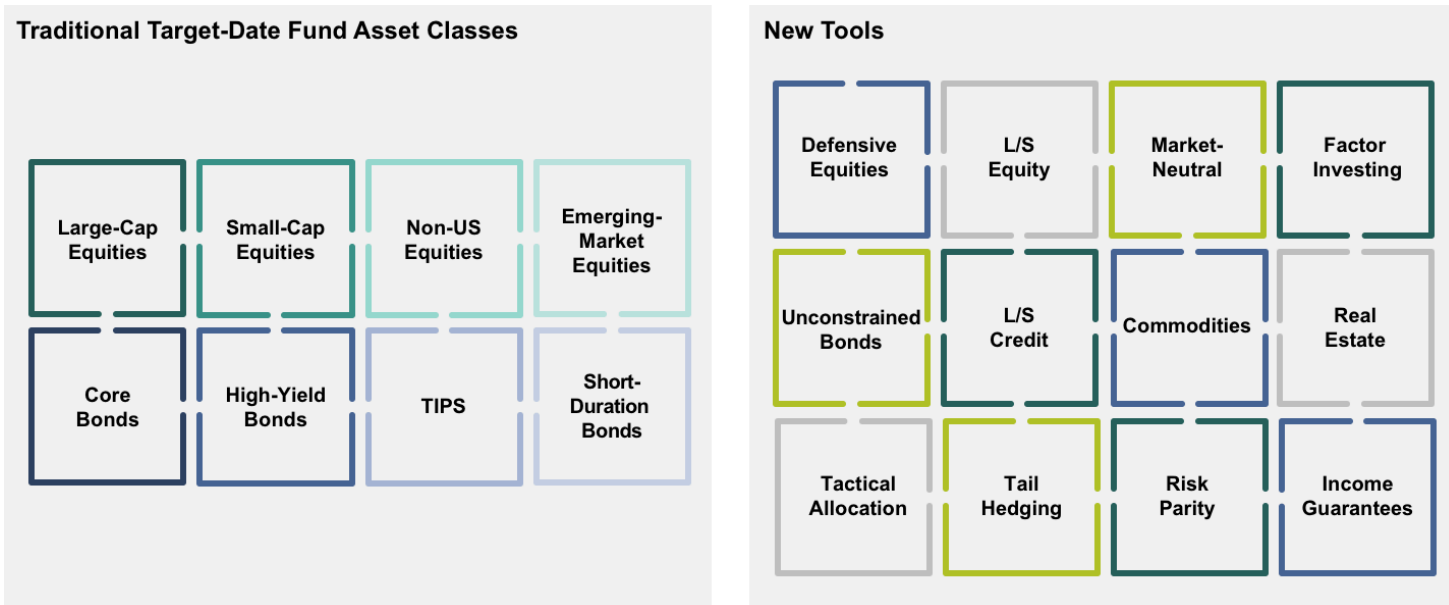 Traditional Target-Date Fund Asset Classes
Large-Cap
Equities
Small-Cap
Equities
Non-US
Equities
Emerging-
Market
Equities
Core
Bonds
High-Yield
Bonds
TIPS
Short-
Duration
Bonds
New Tools
Defensive
Equities
L/S
Equity
Market-
Neutral
Factor
Investing
Unconstrained
Bonds
L/S
Credit
Commodities
Real
Estate
Tactical
Allocation
Tail
Hedging
Risk
Parity
Income
Guarantees